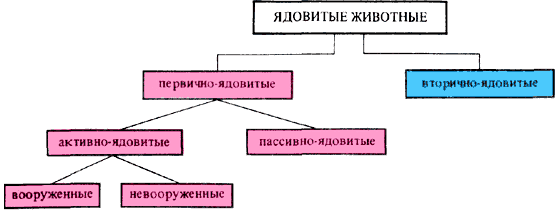 ЯДОВИТЫЕ ЖИВОТНЫЕ
первично-ядовитые
вторично-ядовитые
активно-ядовитые
пассивно-ядовитые
вооруженные
невооруженные